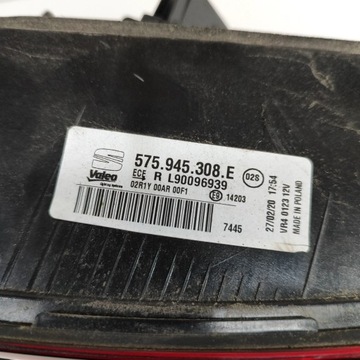 575.945.308.E
Valeo
ECE R L90096939
02R1Y 00AR 00F1
E9 14203
7445
02S
27/02/20 17:54
VR4 0123 12V
MADE IN POLAND